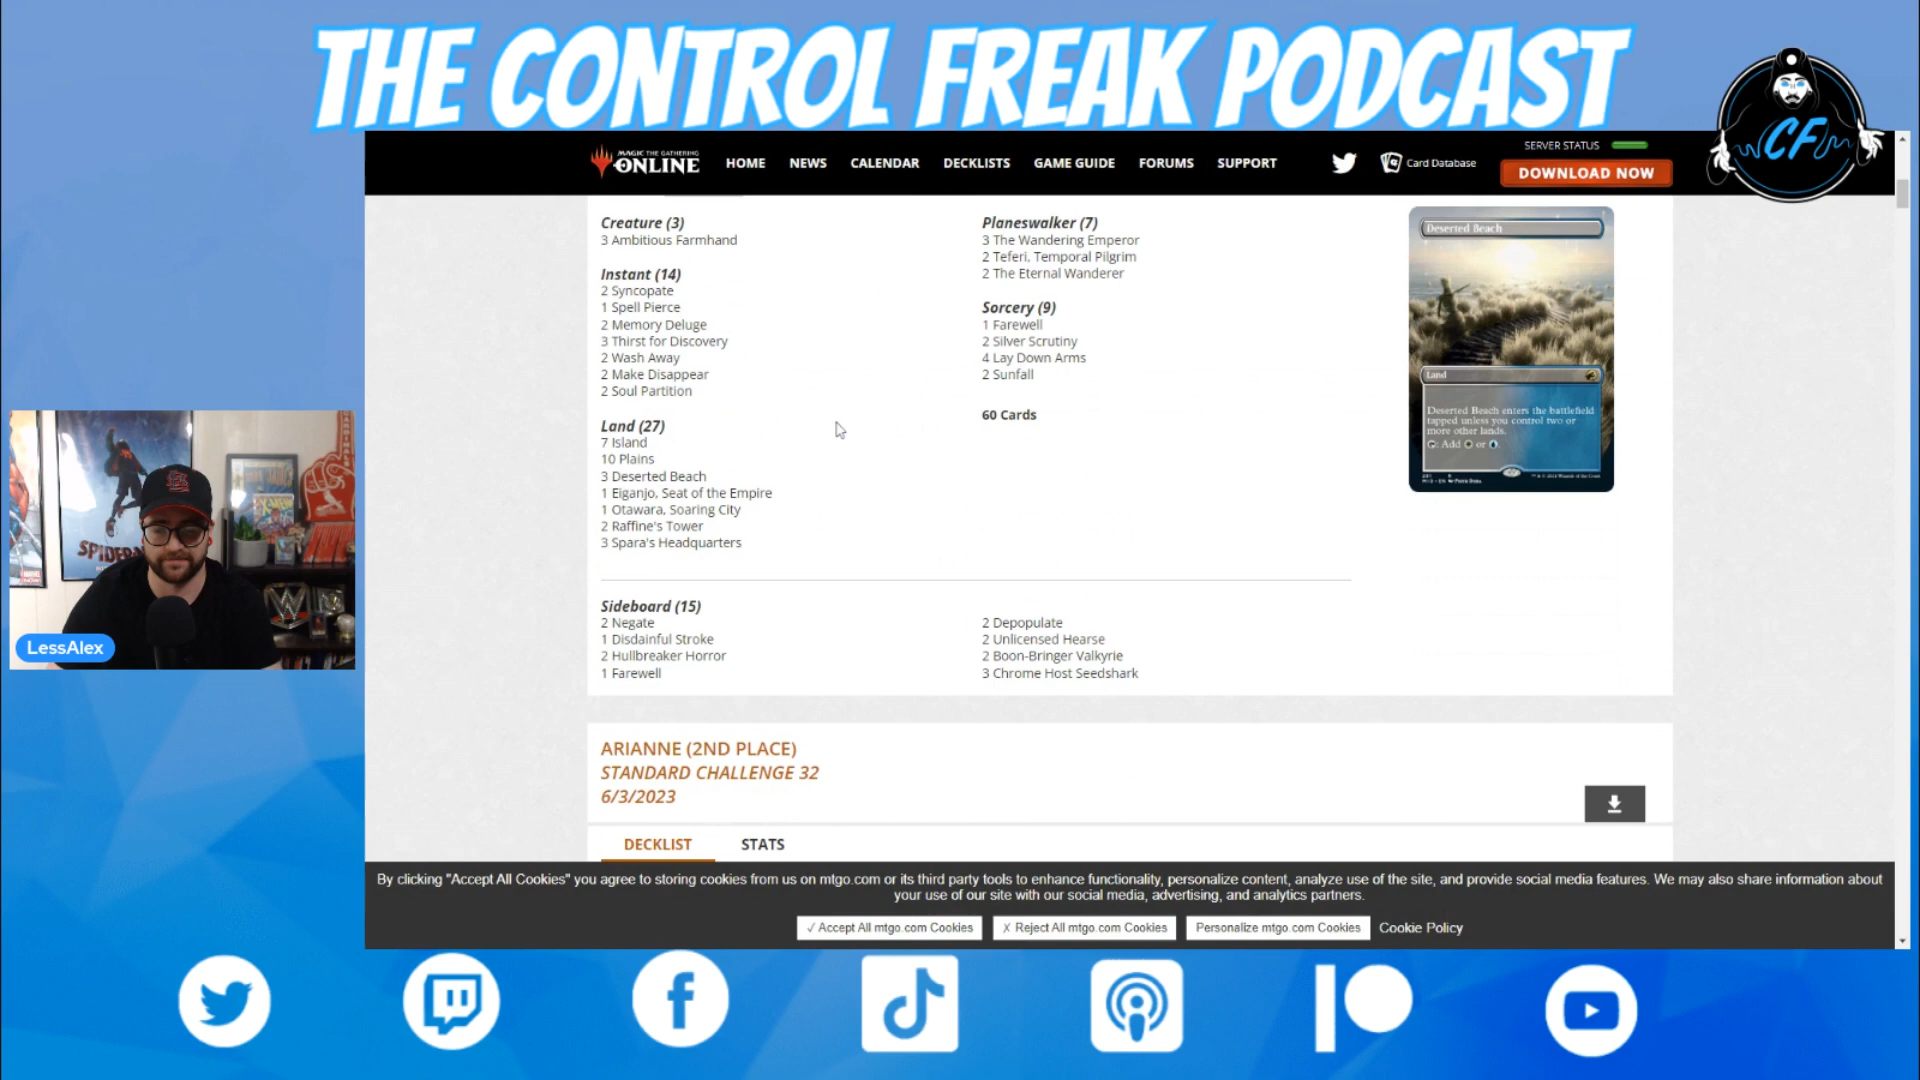 THE CONTROL FREAK PODCAST
CF
MAGIC THE GATHERING
ONLINE
HOME
NEWS
CALENDAR
DECKLISTS
GAME GUIDE
FORUMS
SUPPORT
Card Database
SERVER STATUS
DOWNLOAD NOW
Creature (3)
3 Ambitious Farmhand
Instant (14)
2 Syncopate
1 Spell Pierce
2 Memory Deluge
3 Thirst for Discovery
2 Wash Away
2 Make Disappear
2 Soul Partition
Land (27)
7 Island
10 Plains
3 Deserted Beach
1 Eiganjo, Seat of the Empire
1 Otawara, Soaring City
2 Raffine's Tower
3 Spara's Headquarters
Planeswalker (7)
3 The Wandering Emperor
2 Teferi, Temporal Pilgrim
2 The Eternal Wanderer
Sorcery (9)
1 Farewell
2 Silver Scrutiny
4 Lay Down Arms
2 Sunfall
60 Cards
Deserted Beach
Land
Deserted Beach enters the battlefield
tapped unless you control two or
more other lands.
: Add or
Sideboard (15)
2 Negate
1 Disdainful Stroke
2 Hullbreaker Horror
1 Farewell
2 Depopulate
2 Unlicensed Hearse
2 Boon-Bringer Valkyrie
3 Chrome Host Seedshark
LessAlex
ARIANNE (2ND PLACE)
STANDARD CHALLENGE 32
6/3/2023
DECKLIST
STATS
By clicking "Accept All Cookies" you agree to storing cookies from us on mtgo.com or its third party tools to enhance functionality, personalize content, analyze use of the site, and provide social media features. We may also share information about
your use of our site with our social media, advertising, and analytics partners.
✓ Accept All mtgo.com Cookies
✗ Reject All mtgo.com Cookies
Personalize mtgo.com Cookies
Cookie Policy